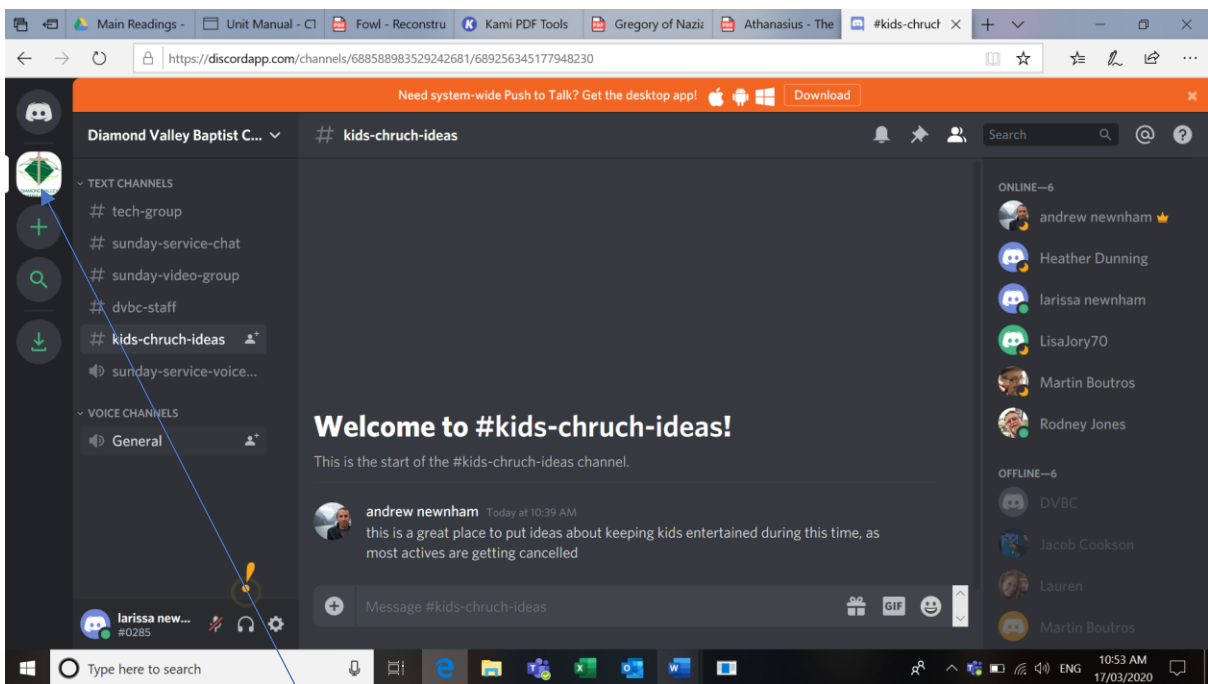 Main Readings -
Unit Manual - C1
Fowl - Reconstru
Kami PDF Tools
Gregory of Nazia
Athanasius - The
#kids-chruch
https://discordapp.com/channels/688588983529242681/689256345177948230
Need system-wide Push to Talk? Get the desktop app!
Download
Diamond Valley Baptist C...
# kids-chruch-ideas
Search
TEXT CHANNELS
# tech-group
# sunday-service-chat
# sunday-video-group
# dvbc-staff
# kids-chruch-ideas
sunday-service-voice...
VOICE CHANNELS
General
larissa new...
#0285
Welcome to #kids-chruch-ideas!
This is the start of the #kids-chruch-ideas channel.
andrew newnham Today at 10:39 AM
this is a great place to put ideas about keeping kids entertained during this time, as
most actives are getting cancelled
Message #kids-chruch-ideas
GIF
ONLINE—6
andrew newnham
Heather Dunning
larissa newnham
LisaJory70
Martin Boutros
Rodney Jones
OFFLINE—6
DVBC
Jacob Cookson
Lauren
Martin Boutros
Type here to search
ENG
10:53 AM
17/03/2020